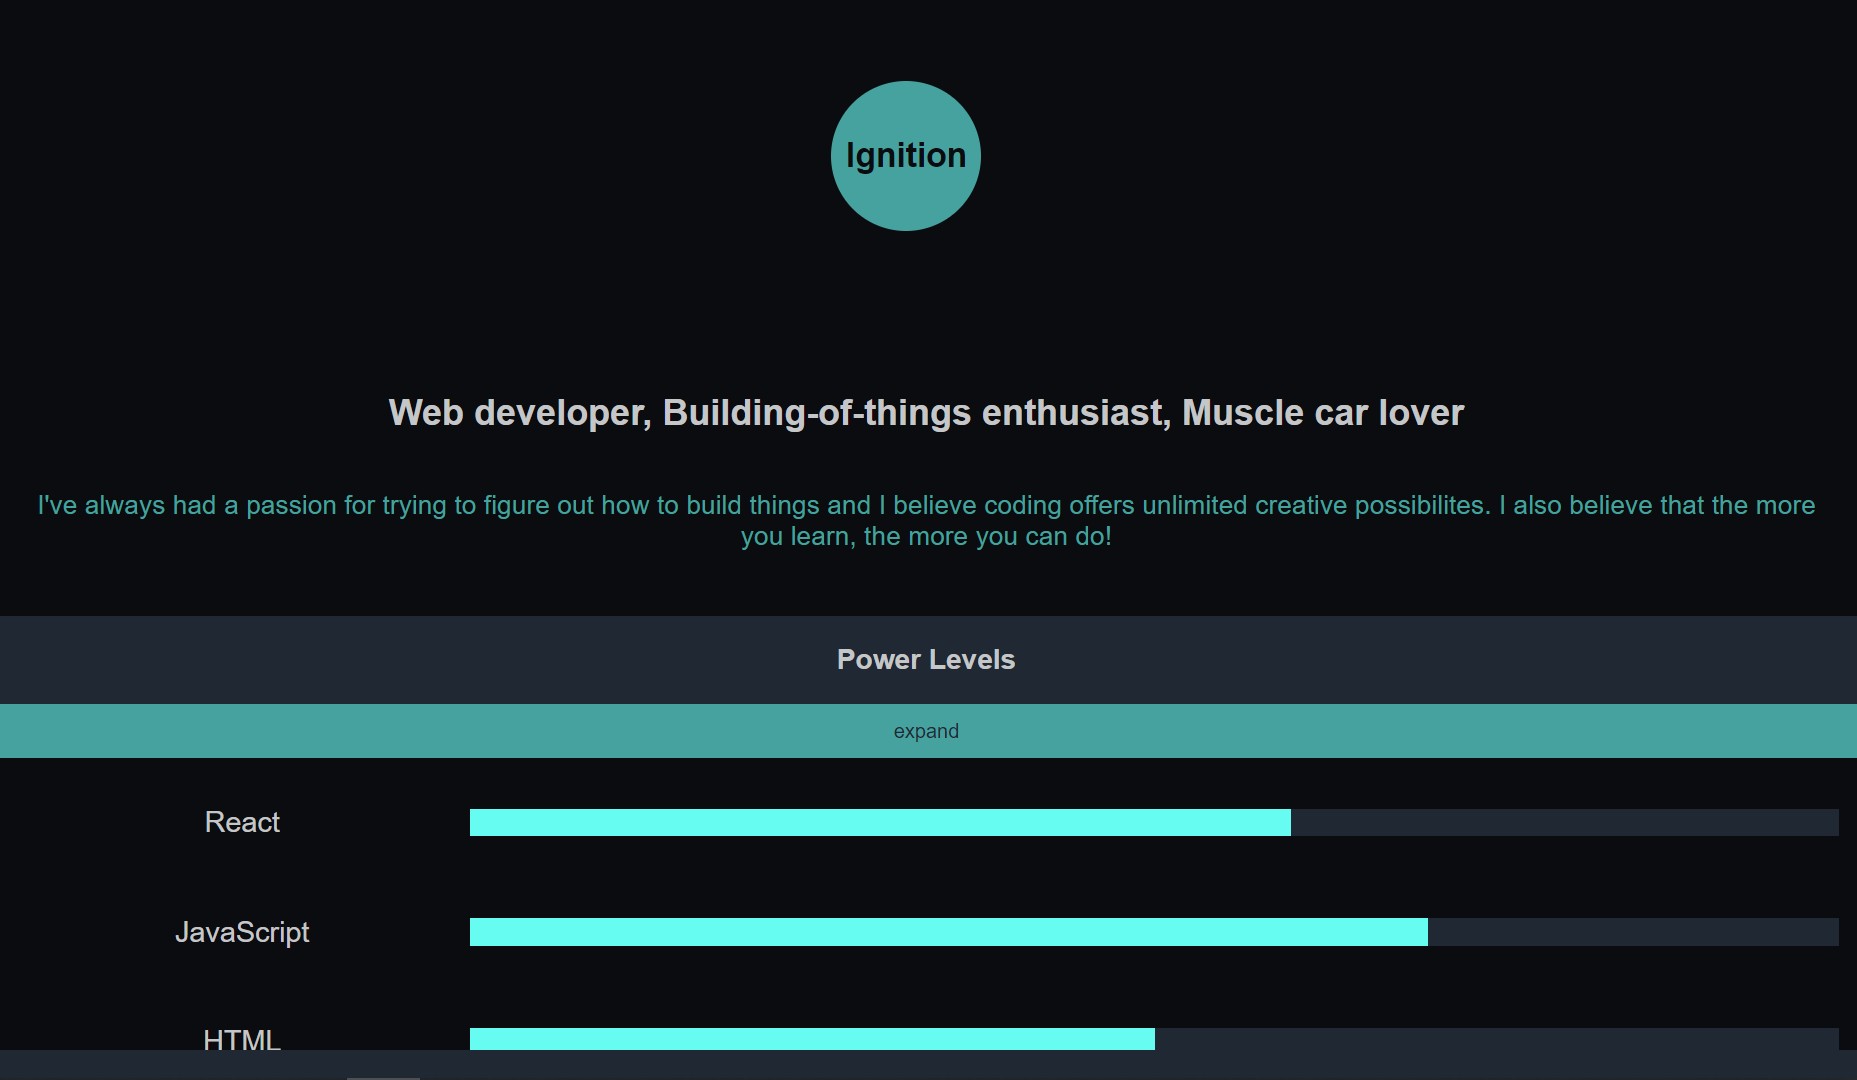 Ignition
Web developer, Building-of-things enthusiast, Muscle car lover
I've always had a passion for trying to figure out how to build things and I believe coding offers unlimited creative possibilites. I also believe that the more
you learn, the more you can do!
Power Levels
expand
React
JavaScript
HTML